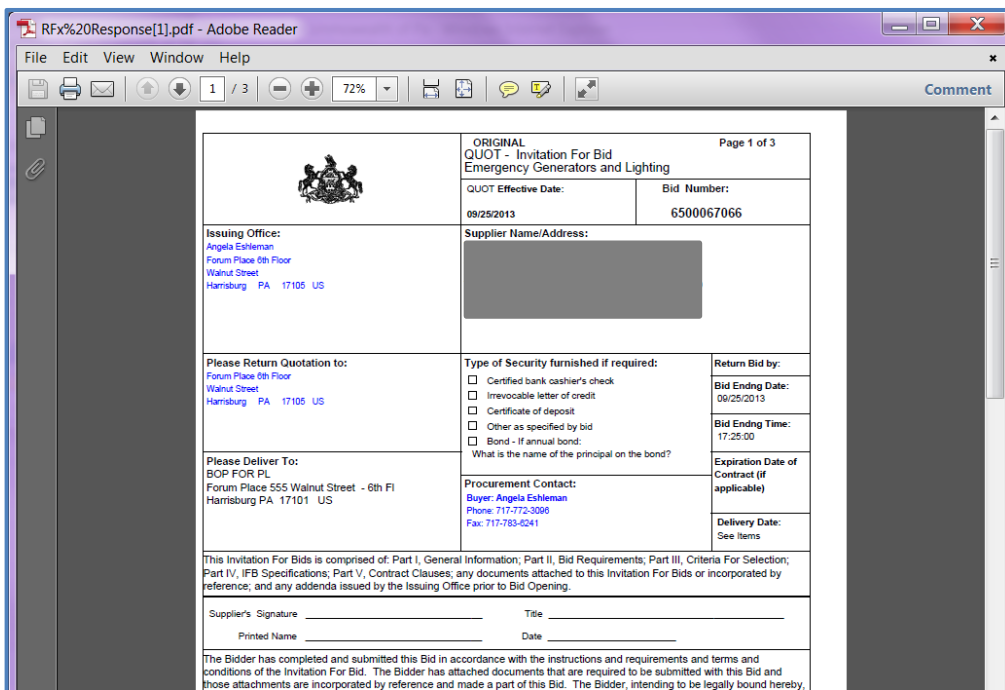 RFx%20Response[1].pdf - Adobe Reader
File Edit View Window Help
1 / 3 72% Comment
ORIGINAL Page 1 of 3
QUOT - Invitation For Bid
Emergency Generators and Lighting
QUOT Effective Date: Bid Number:
09/25/2013 6500067066
Issuing Office:
Angela Eshleman
Forum Place 6th Floor
Walnut Street
Harrisburg PA 17105 US
Supplier Name/Address:
Please Return Quotation to:
Forum Place 6th Floor
Walnut Street
Harrisburg PA 17105 US
Type of Security furnished if required:
Certified bank cashier's check
Irrevocable letter of credit
Certificate of deposit
Other as specified by bid
Bond - If annual bond:
What is the name of the principal on the bond?
Return Bid by:
Bid Endng Date:
09/25/2013
Bid Endng Time:
17:25:00
Please Deliver To:
BOP FOR PL
Forum Place 555 Walnut Street - 6th Fl
Harrisburg PA 17101 US
Procurement Contact:
Buyer: Angela Eshleman
Phone: 717-772-3096
Fax: 717-783-6241
Expiration Date of
Contract (if
applicable)
Delivery Date:
See Items
This Invitation For Bids is comprised of: Part I, General Information; Part II, Bid Requirements; Part III, Criteria For Selection;
Part IV, IFB Specifications; Part V, Contract Clauses; any documents attached to this Invitation For Bids or incorporated by
reference; and any addenda issued by the Issuing Office prior to Bid Opening.
Supplier's Signature Title
Printed Name Date
The Bidder has completed and submitted this Bid in accordance with the instructions and requirements and terms and
conditions of the Invitation For Bid. The Bidder has attached documents that are required to be submitted with this Bid and
those attachments are incorporated by reference and made a part of this Bid. The Bidder, intending to be legally bound hereby,